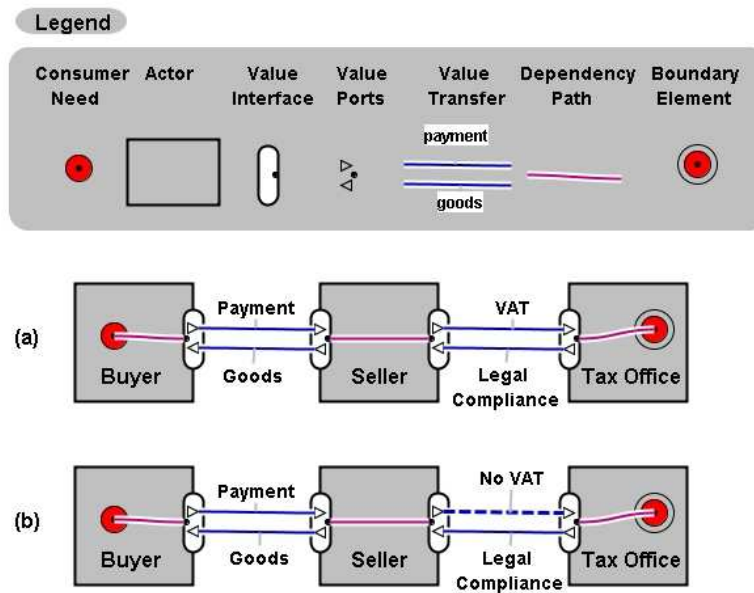 Legend
Consumer Need
Actor
Value Interface
Value Ports
Value Transfer
Dependency Path
Boundary Element
payment
goods
(a)
Payment
Goods
VAT
Legal
Compliance
Buyer
Seller
Tax Office
(b)
Payment
Goods
No VAT
Legal
Compliance
Buyer
Seller
Tax Office